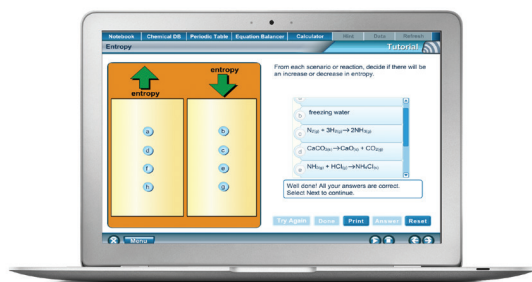 Notebook Chemical DB Periodic Table Equation Balancer Calculator Misc Data Refresh
Entropy
Tutorial
From each scenario or reaction, decide if there will be
an increase or decrease in entropy.
entropy
entropy
a
b
d
c
f
e
h
g
b freezing water
c N₂(g) + 3H₂(g) → 2NH₃(g)
d CaCO₃(s) → CaO(s) + CO₂(g)
e NH₃(g) + HCl(g) → NH₄Cl(s)
Well done! All your answers are correct.
Select Next to continue.
Try Again Done Print Answer Reset
Menu